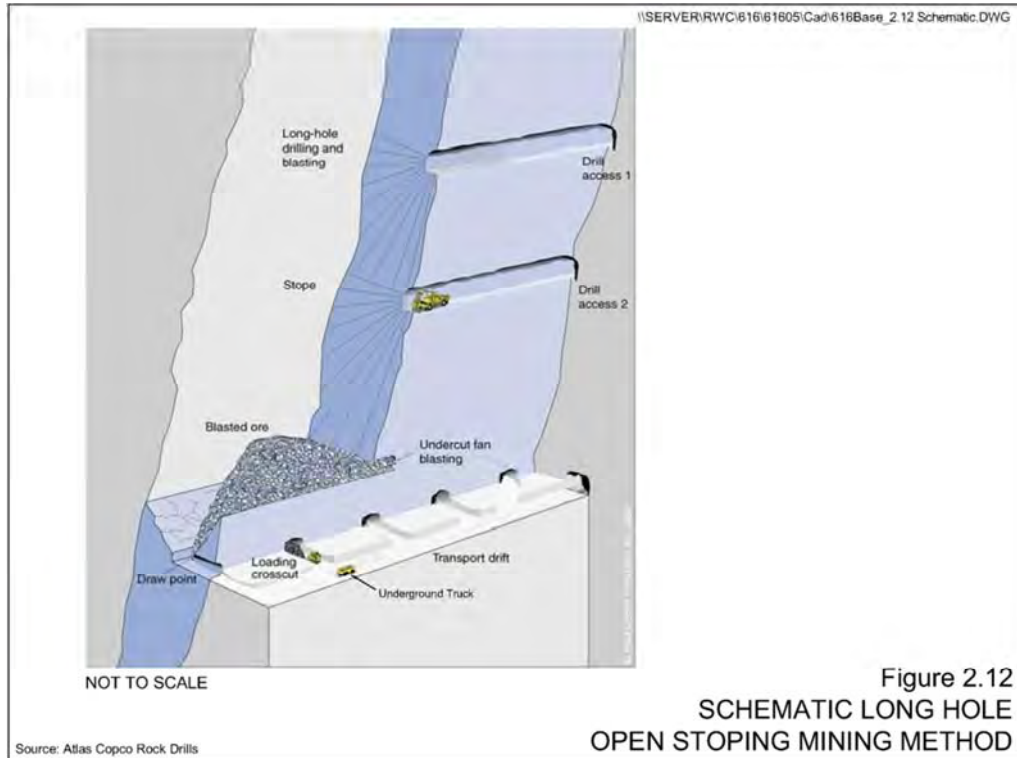 \\SERVER\RWC\616\61605\Cad\616Base_2.12 Schematic.DWG
Long-hole
drilling and
blasting
Drill
access 1
Stope
Drill
access 2
Blasted ore
Undercut fan
blasting
Loading
crosscut
Transport drift
Draw point
Underground Truck
NOT TO SCALE
Figure 2.12
SCHEMATIC LONG HOLE
OPEN STOPING MINING METHOD
Source: Atlas Copco Rock Drills